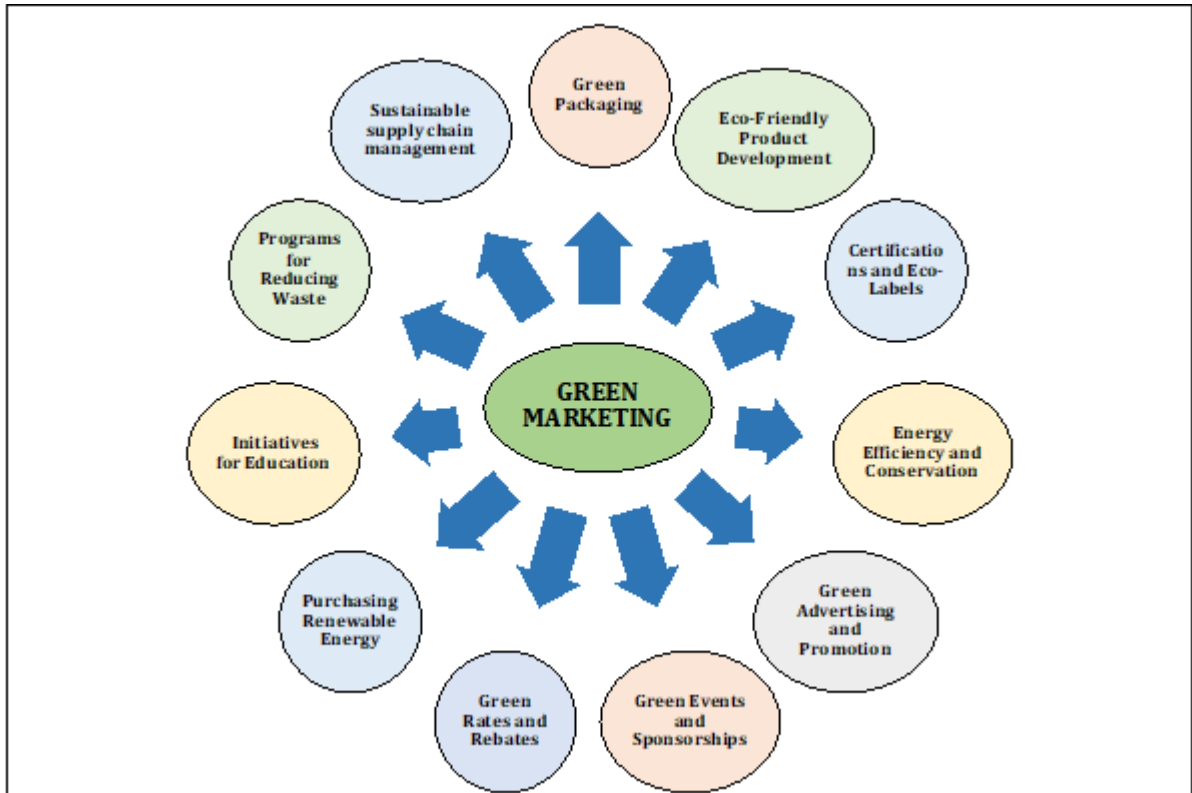 Green
Packaging
Eco-Friendly
Product
Development
Certificatio
ns and Eco-
Labels
Energy
Efficiency and
Conservation
Green
Advertising
and
Promotion
Green Events
and
Sponsorships
Green
Rates and
Rebates
Purchasing
Renewable
Energy
Initiatives
for Education
Programs
for
Reducing
Waste
Sustainable
supply chain
management
GREEN
MARKETING